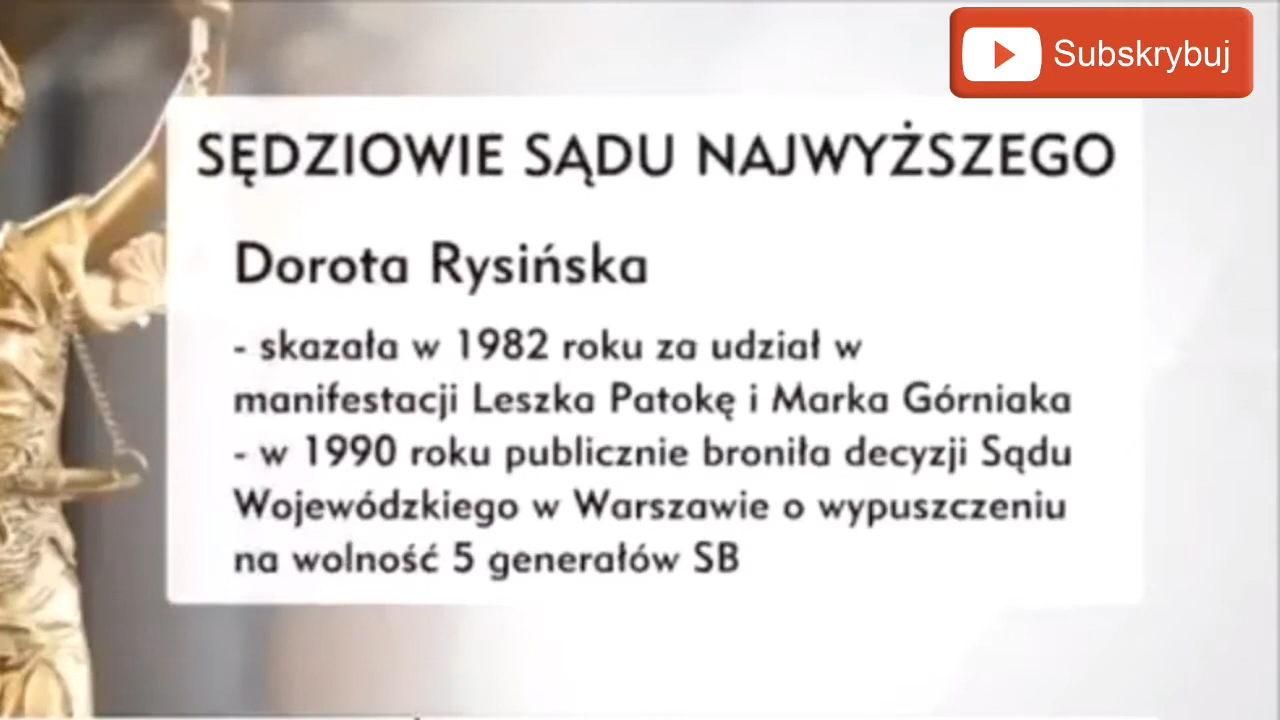 Subskrybuj
SĘDZIOWIE SĄDU NAJWYŻSZEGO
Dorota Rysińska
- skazała w 1982 roku za udział w
manifestacji Leszka Patokę i Marka Górniaka
- w 1990 roku publicznie broniła decyzji Sądu
Wojewódzkiego w Warszawie o wypuszczeniu
na wolność 5 generałów SB